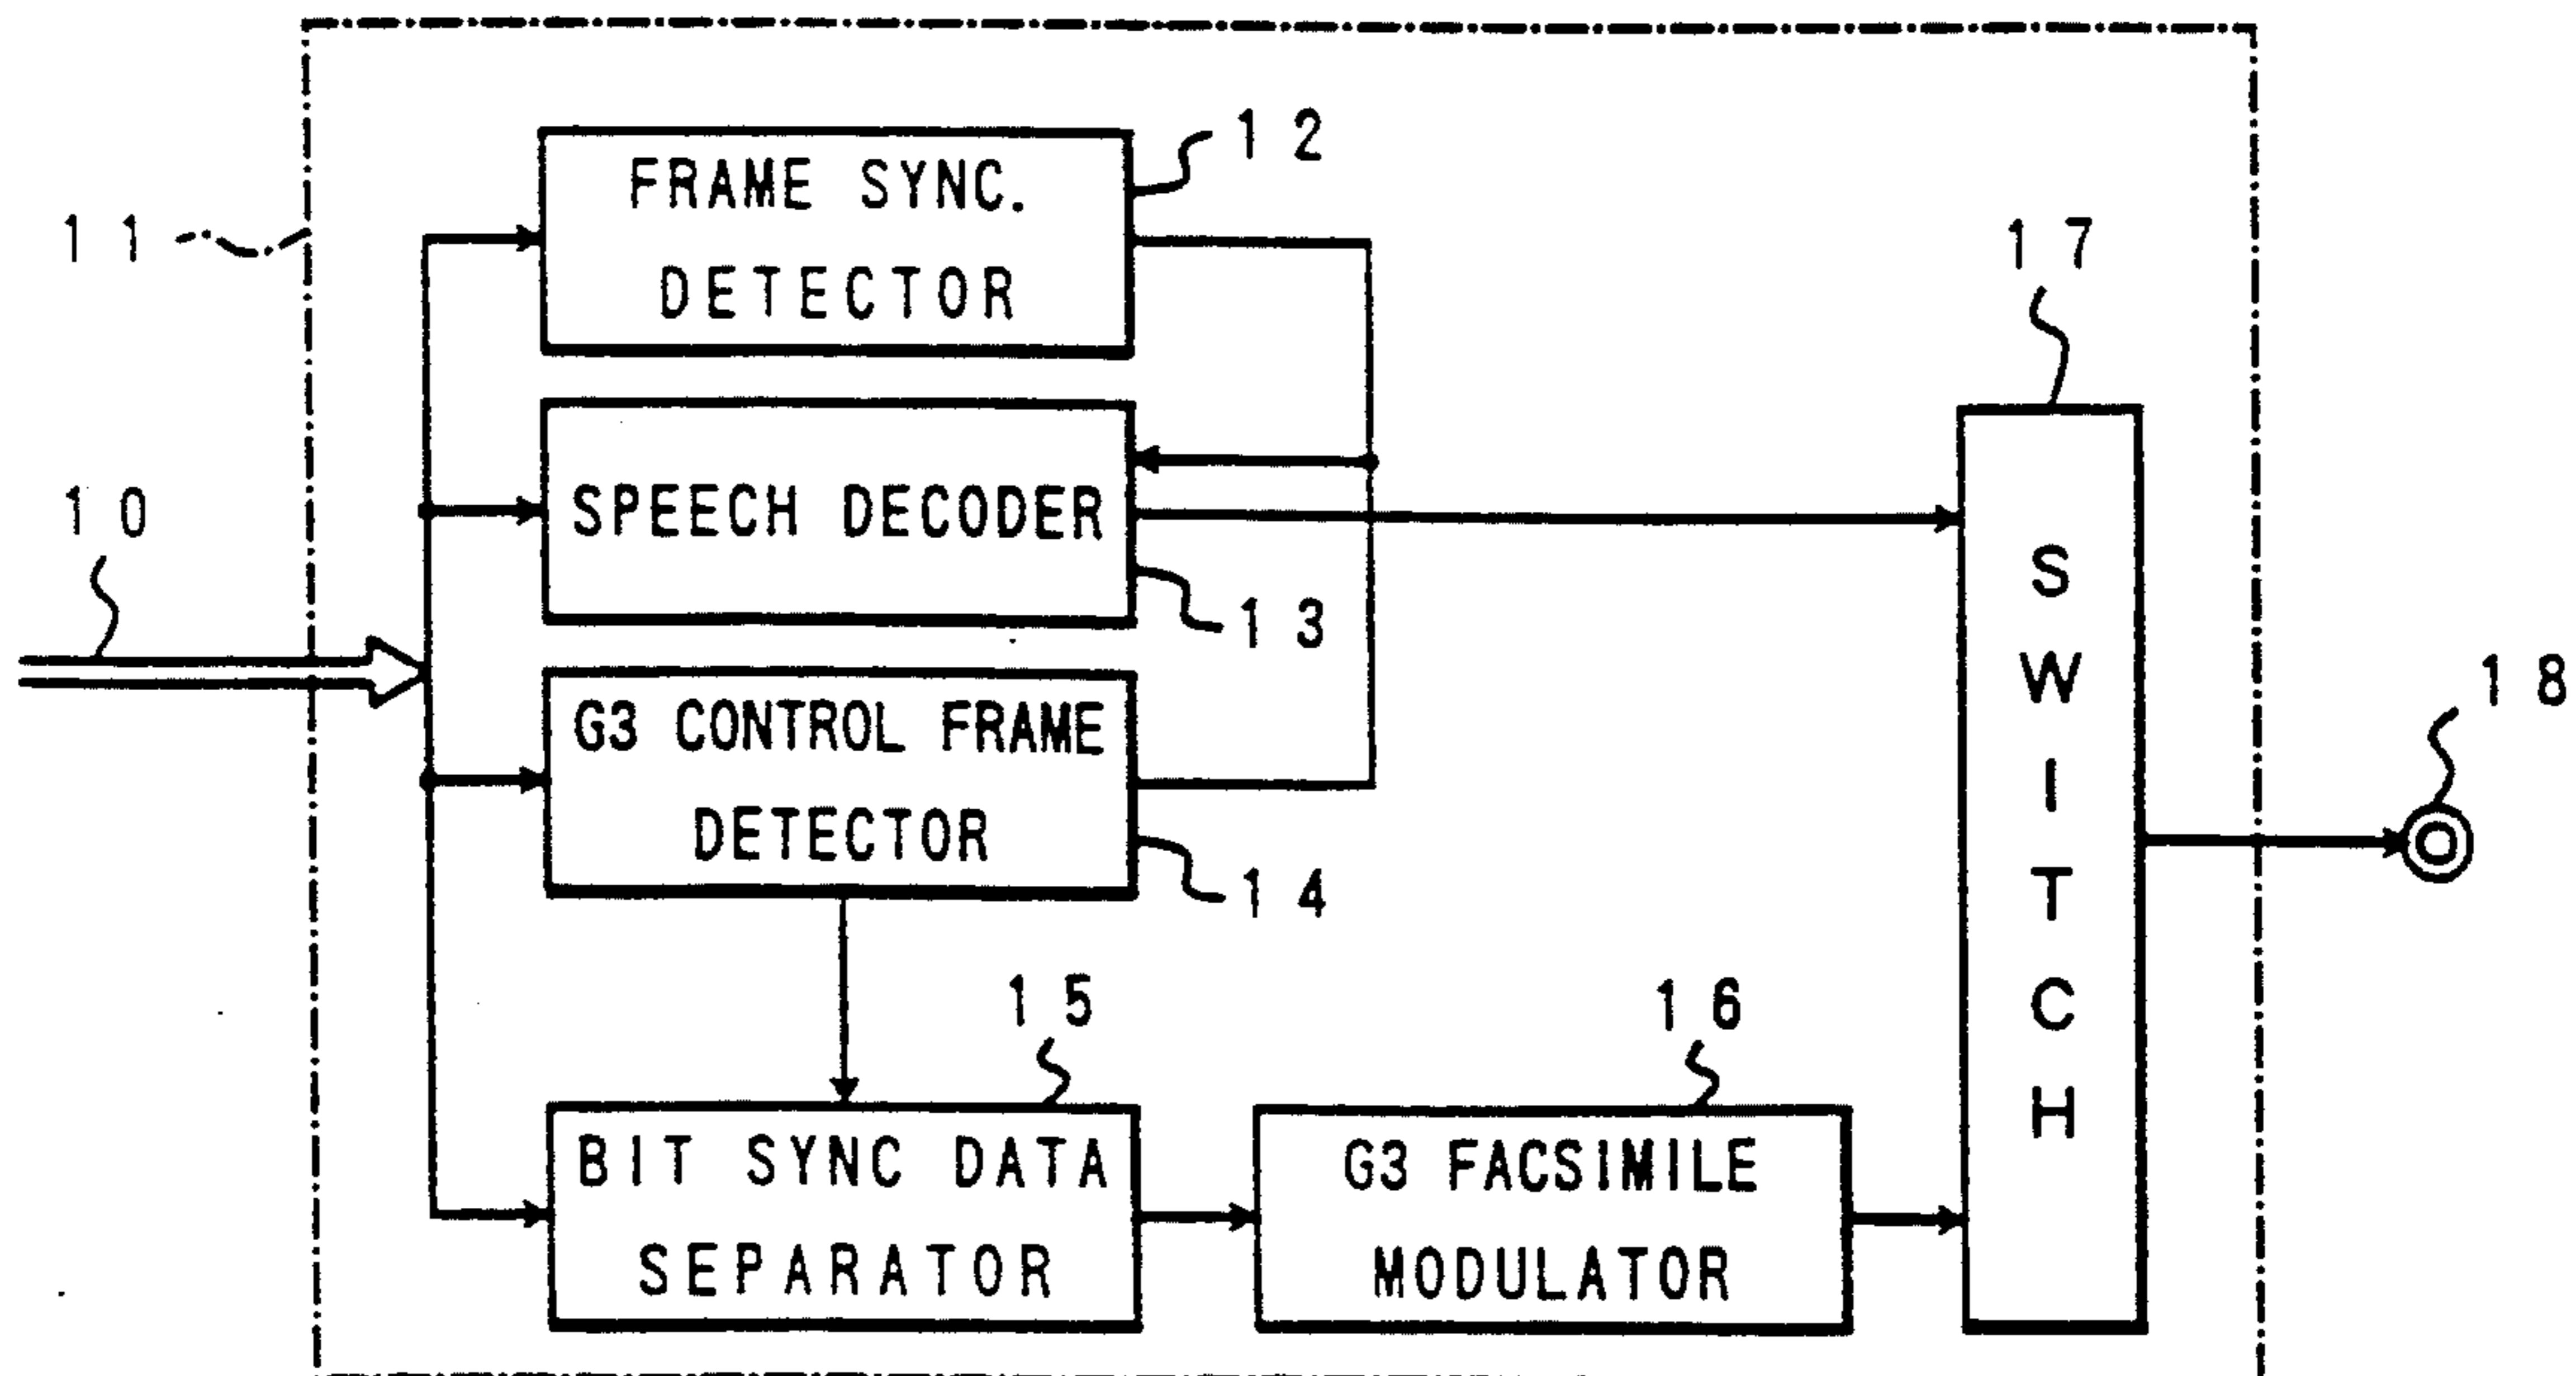 12
FRAME SYNC.
DETECTOR
11
17
10
SPEECH DECODER
13
G3 CONTROL FRAME
DETECTOR
14
18
SWITCH
15
16
BIT SYNC DATA
SEPARATOR
G3 FACSIMILE
MODULATOR